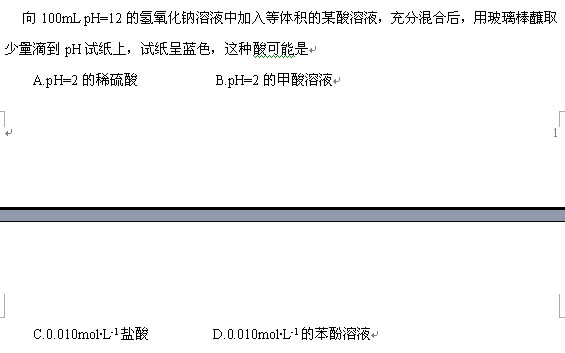 向 100mL pH=12 的氢氧化钠溶液中加入等体积的某酸溶液，充分混合后，用玻璃棒蘸取
少量滴到 pH 试纸上，试纸呈蓝色，这种酸可能是
A.pH=2 的稀硫酸 B.pH=2 的甲酸溶液
1
C.0.010mol·L⁻¹盐酸 D.0.010mol·L⁻¹的苯酚溶液